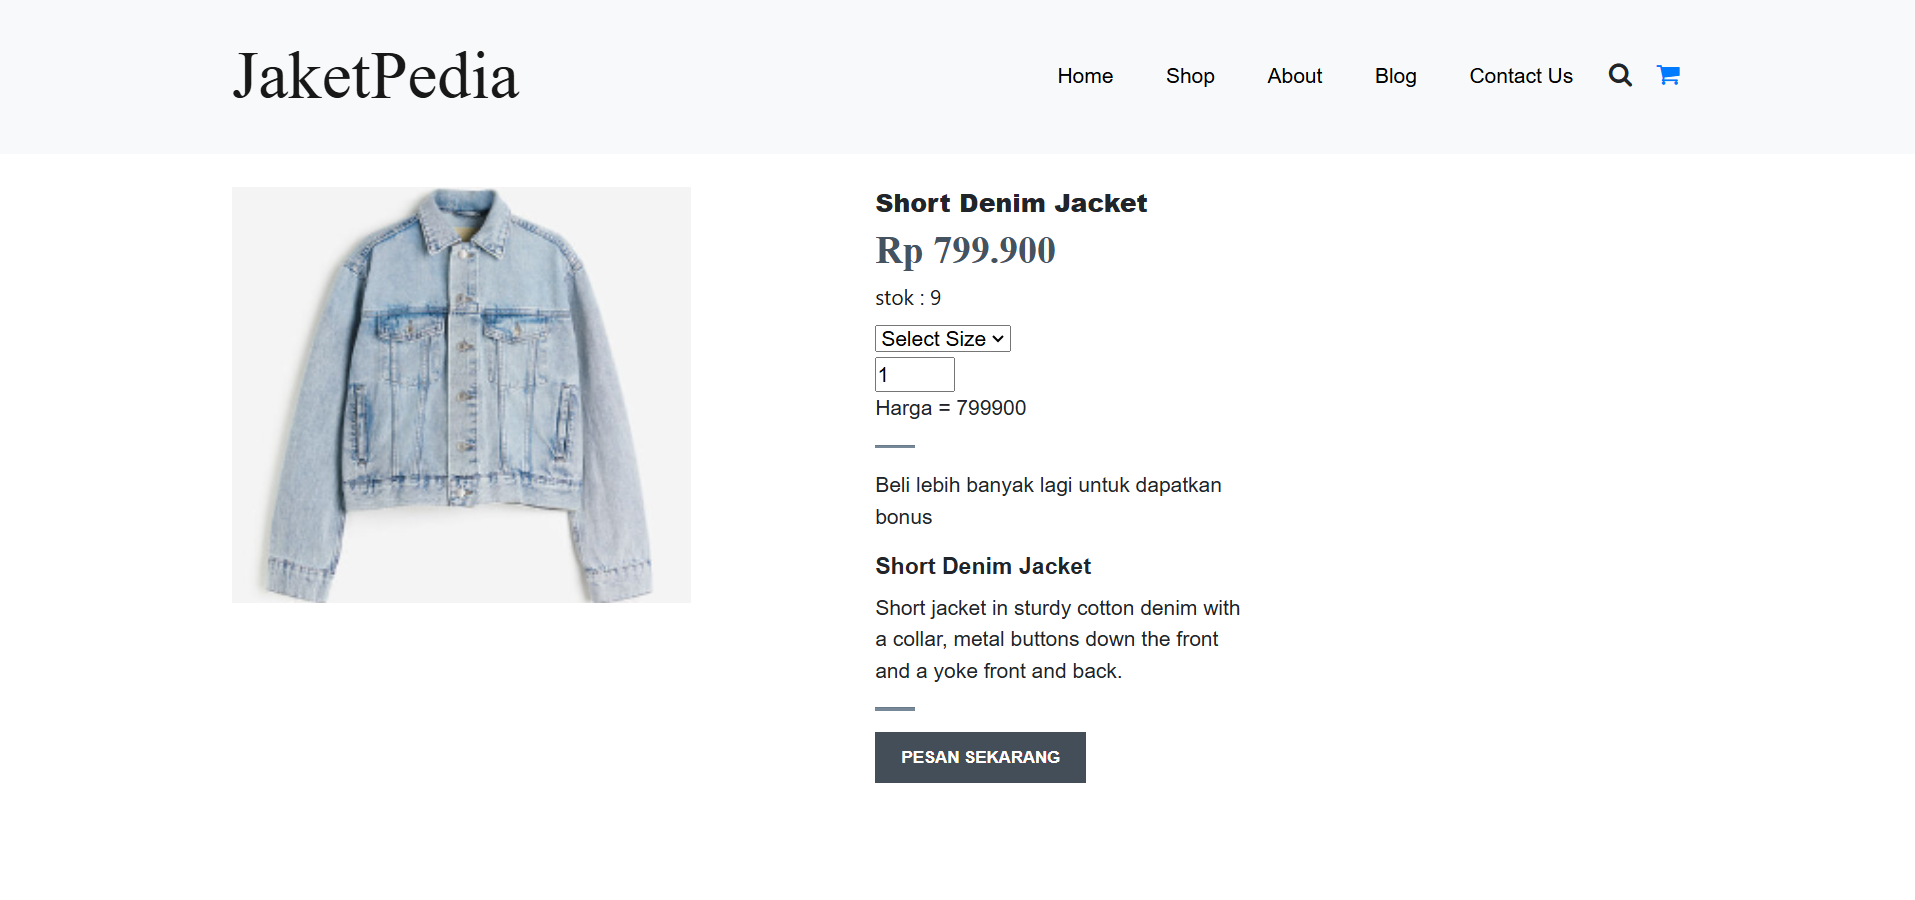 JaketPedia
Home Shop About Blog Contact Us
Short Denim Jacket
Rp 799.900
stok : 9
Select Size
1
Harga = 799900
Beli lebih banyak lagi untuk dapatkan
bonus
Short Denim Jacket
Short jacket in sturdy cotton denim with
a collar, metal buttons down the front
and a yoke front and back.
PESAN SEKARANG